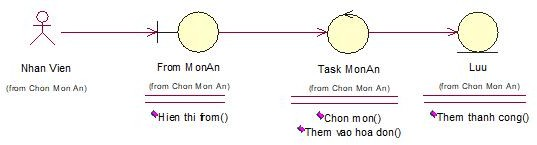 Nhan Vien
(from Chon Mon An)
From MonAn
(from Chon Mon An)
Hien thi from()
Task MonAn
(from Chon Mon An)
Chon mon()
Them vao hoa don()
Luu
(from Chon Mon An)
Them thanh cong()